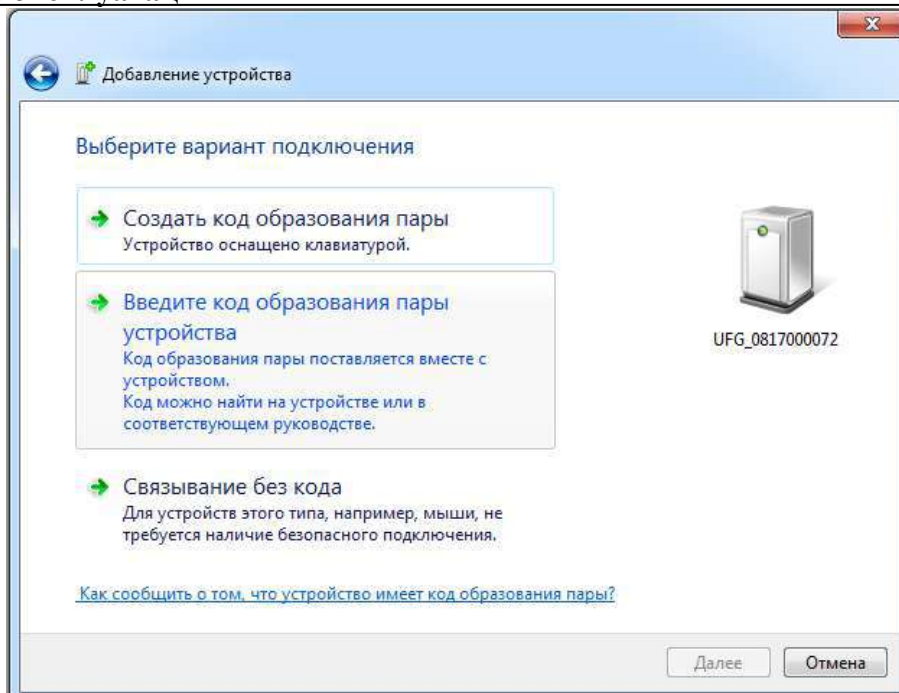 Добавление устройства
Выберите вариант подключения
Создать код образования пары
Устройство оснащено клавиатурой.
Введите код образования пары
устройства
Код образования пары поставляется вместе с
устройством.
Код можно найти на устройстве или в
соответствующем руководстве.
UFG_0817000072
Связывание без кода
Для устройств этого типа, например, мыши, не
требуется наличие безопасного подключения.
Как сообщить о том, что устройство имеет код образования пары?
Далее
Отмена